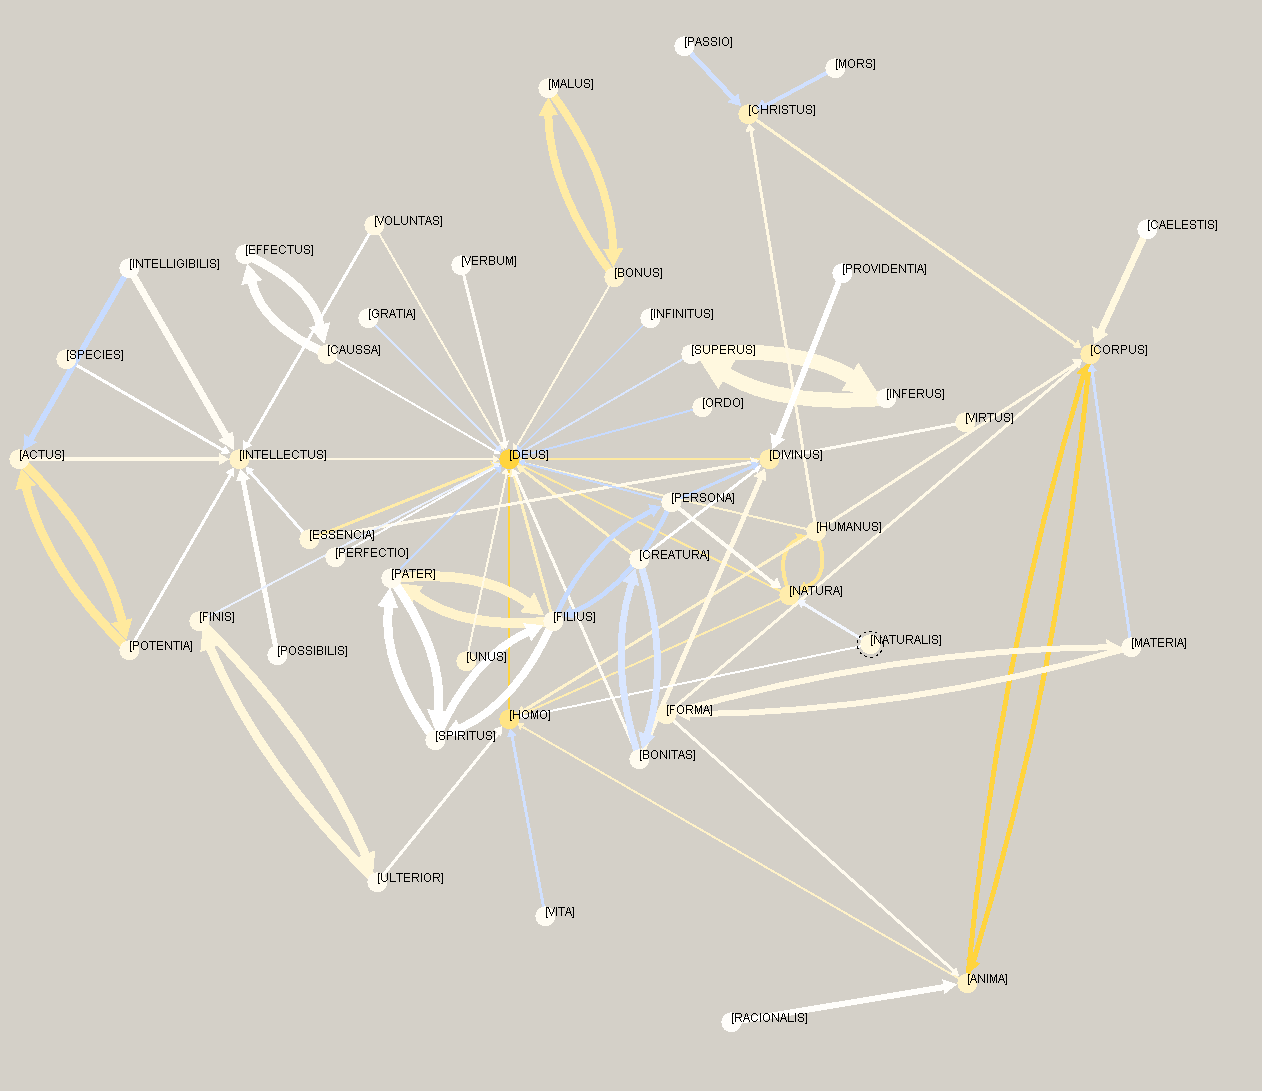 [PASSIO]
[MORS]
[MALUS]
[CHRISTUS]
[VOLUNTAS]
[CAELESTIS]
[EFFECTUS]
[INTELLIGIBILIS]
[VERBUM]
[PROVIDENTIA]
[BONUS]
[GRATIA]
[INFINITUS]
[SPECIES]
[CAUSSA]
[SUPERUS]
[CORPUS]
[INFERUS]
[ORDO]
[VIRTUS]
[ACTUS]
[INTELLECTUS]
[DEUS]
[DIVINUS]
[PERSONA]
[HUMANUS]
[ESSENCIA]
[PERFECTIO]
[CREATURA]
[PATER]
[NATURA]
[FINIS]
[FILIUS]
[NATURALIS]
[MATERIA]
[POTENTIA]
[POSSIBILIS]
[UNUS]
[FORMA]
[HOMO]
[SPIRITUS]
[BONITAS]
[ULTERIOR]
[VITA]
[ANIMA]
[RACIONALIS]